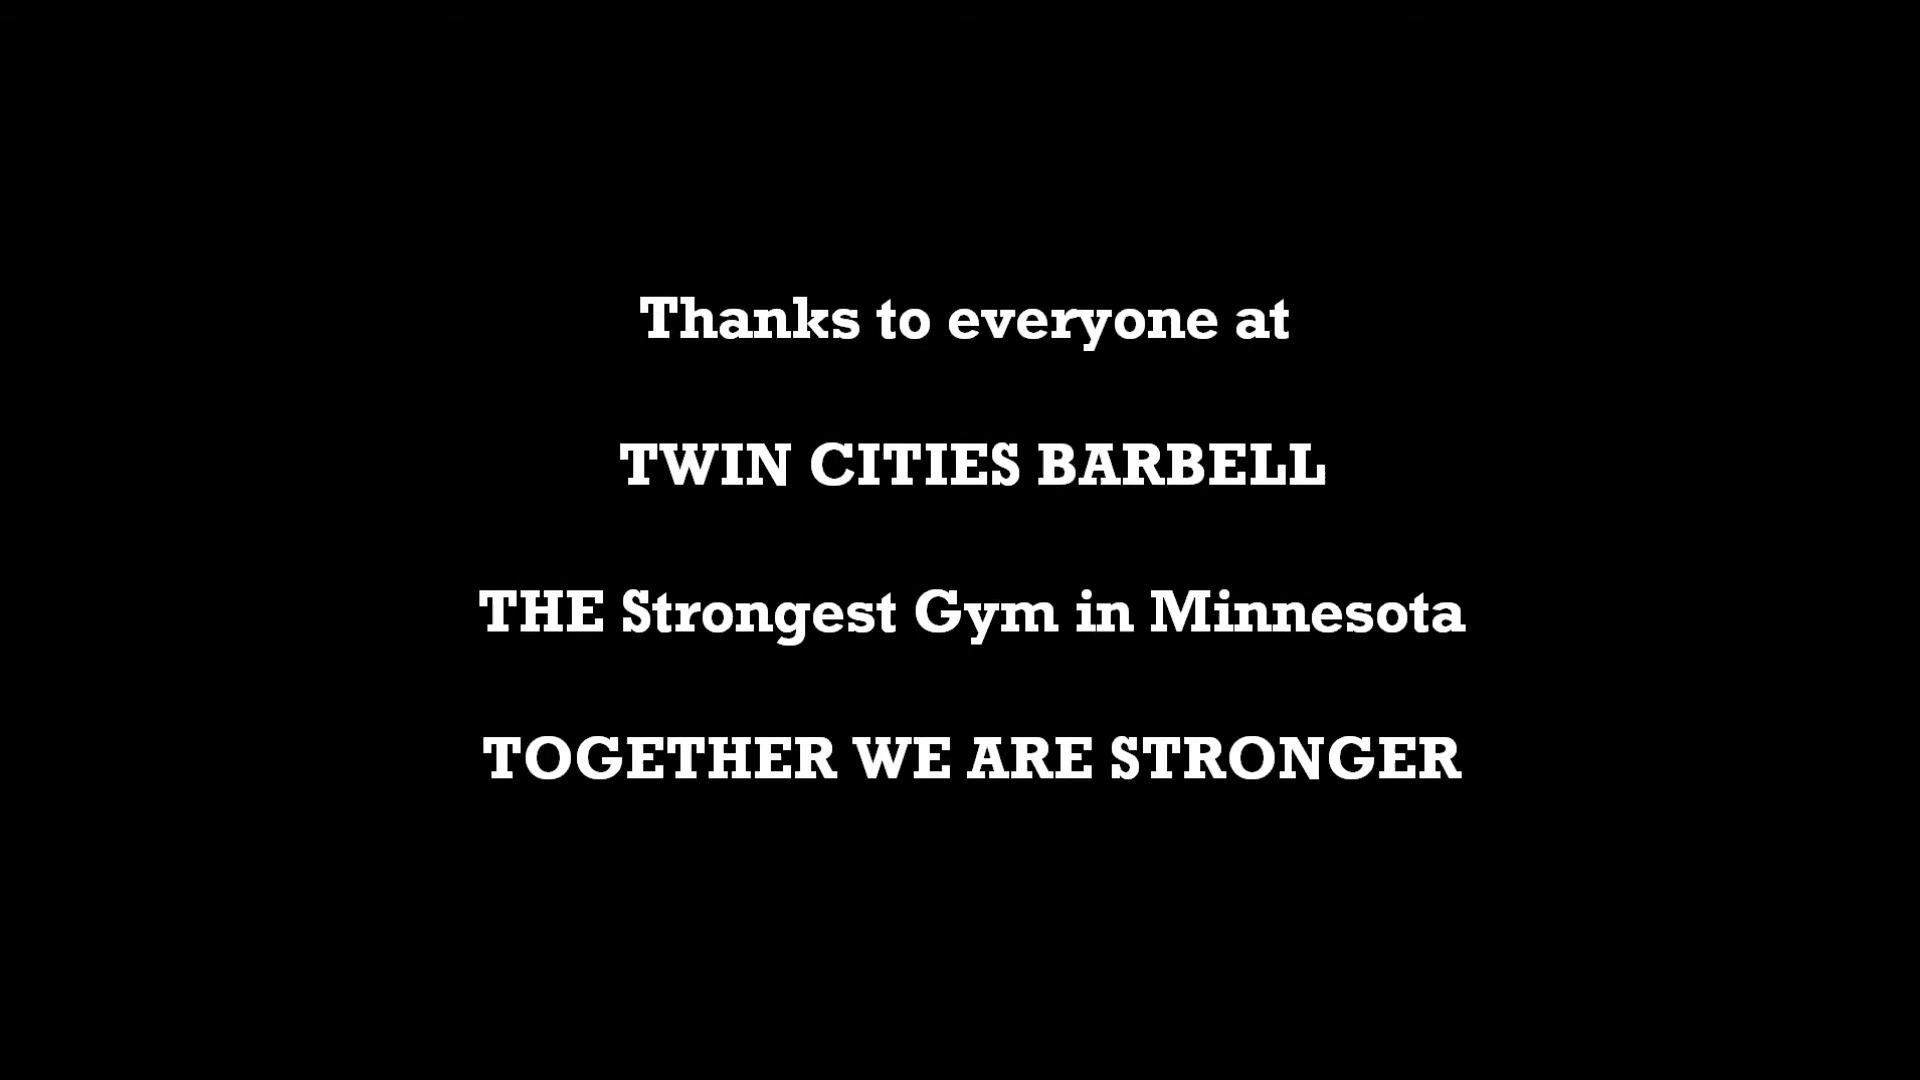 Thanks to everyone at
TWIN CITIES BARBELL
THE Strongest Gym in Minnesota
TOGETHER WE ARE STRONGER